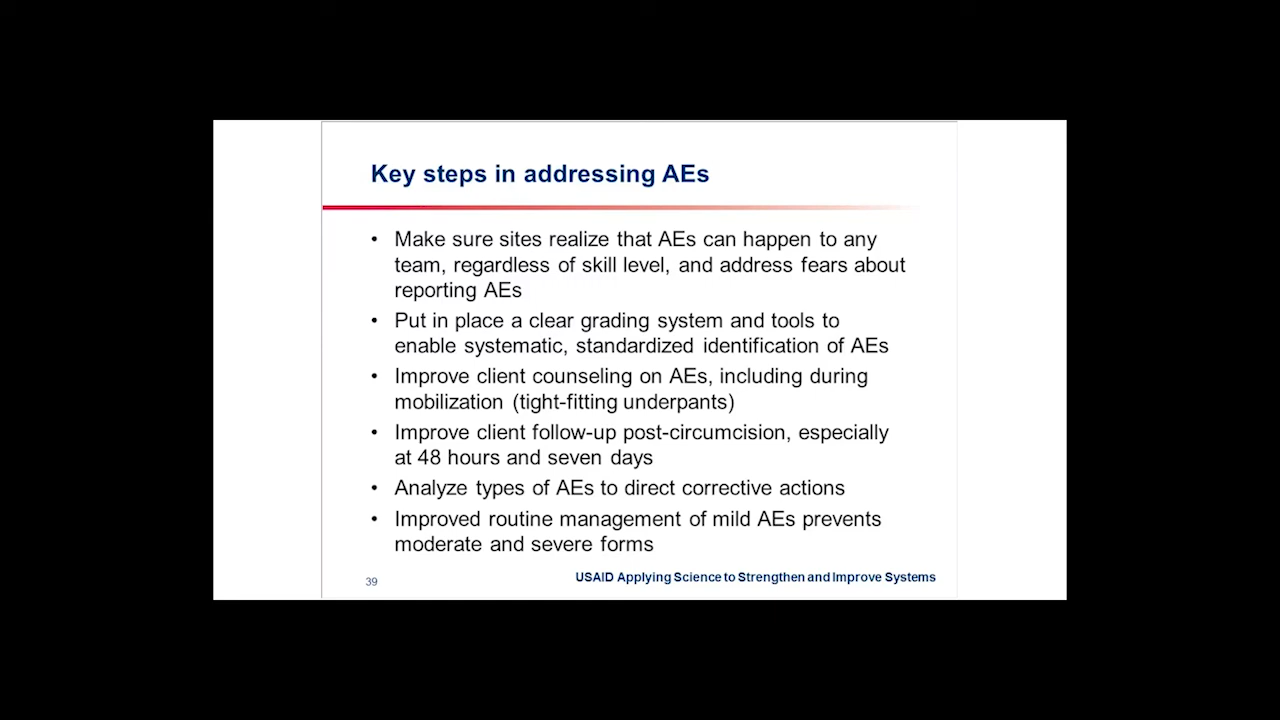 Key steps in addressing AEs
• Make sure sites realize that AEs can happen to any
team, regardless of skill level, and address fears about
reporting AEs
• Put in place a clear grading system and tools to
enable systematic, standardized identification of AEs
• Improve client counseling on AEs, including during
mobilization (tight-fitting underpants)
• Improve client follow-up post-circumcision, especially
at 48 hours and seven days
• Analyze types of AEs to direct corrective actions
• Improved routine management of mild AEs prevents
moderate and severe forms
39
USAID Applying Science to Strengthen and Improve Systems